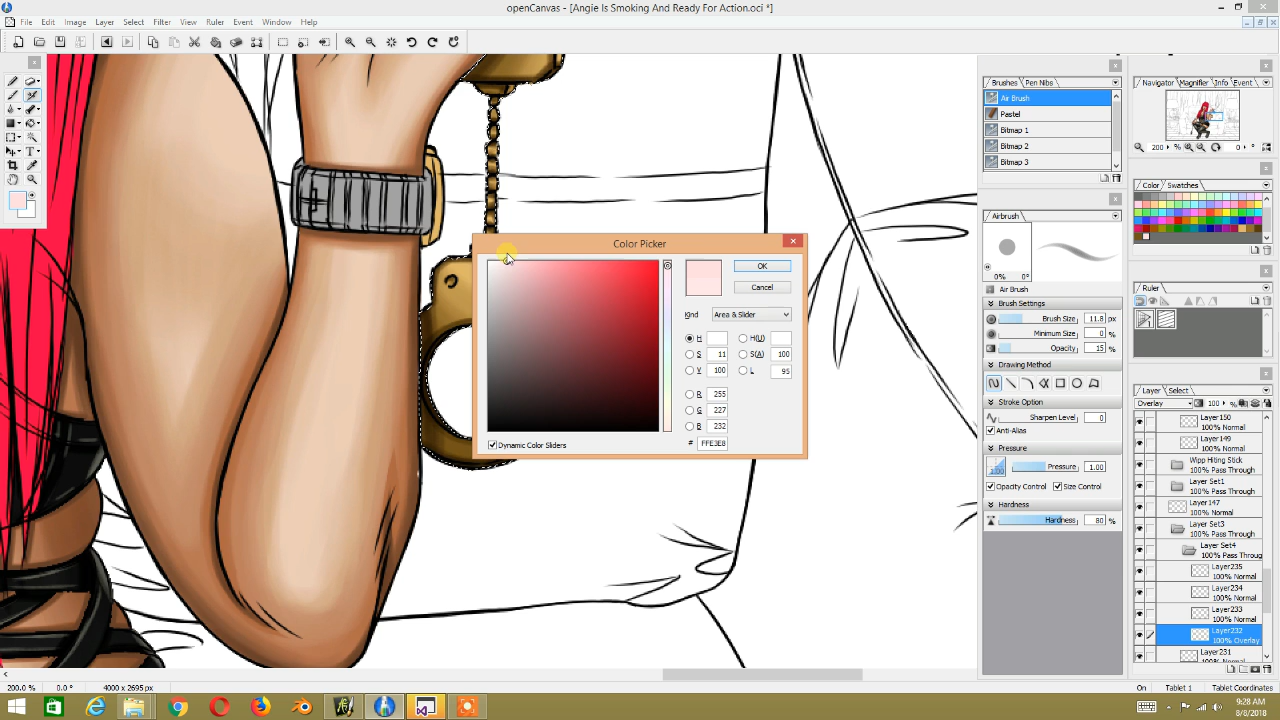 openCanvas - [Angie Is Smoking And Ready For Action.oci *]
File Edit Image Layer Select Filter View Ruler Event Window Help
Brushes Pen Nibs
Air Brush
Pastel
Bitmap 1
Bitmap 2
Bitmap 3
Navigator Magnifier Info Event
200 % 0 °
Color Swatches
Airbrush
0% 0°
Air Brush
Brush Settings
Brush Size 11.8 px
Minimum Size 0 %
Opacity 15 %
Drawing Method
Stroke Option
Sharpen Level 0
Anti-Alias
Pressure
1.00 Pressure 1.00
Opacity Control Size Control
Hardness
Hardness 80 %
Ruler
Layer Select
Overlay 100 %
Layer150
100% Normal
Layer149
100% Normal
Wipp Hiting Stick
100% Pass Through
Layer Set1
100% Pass Through
Layer147
100% Normal
Layer Set3
100% Pass Through
Layer Set4
100% Pass Throug
Layer235
100% Normal
Layer234
100% Normal
Layer233
100% Normal
Layer232
100% Overlay
Layer231
Color Picker
OK
Cancel
Kind Area & Slider
H H(U)
S 11 S(A) 100
V 100 L 95
R 255
G 227
B 232
# FFE3E8
Dynamic Color Sliders
200.0 % 0.0 ° 4000 x 2695 px
On Tablet 1 Tablet Coordinates
9:28 AM
8/8/2018